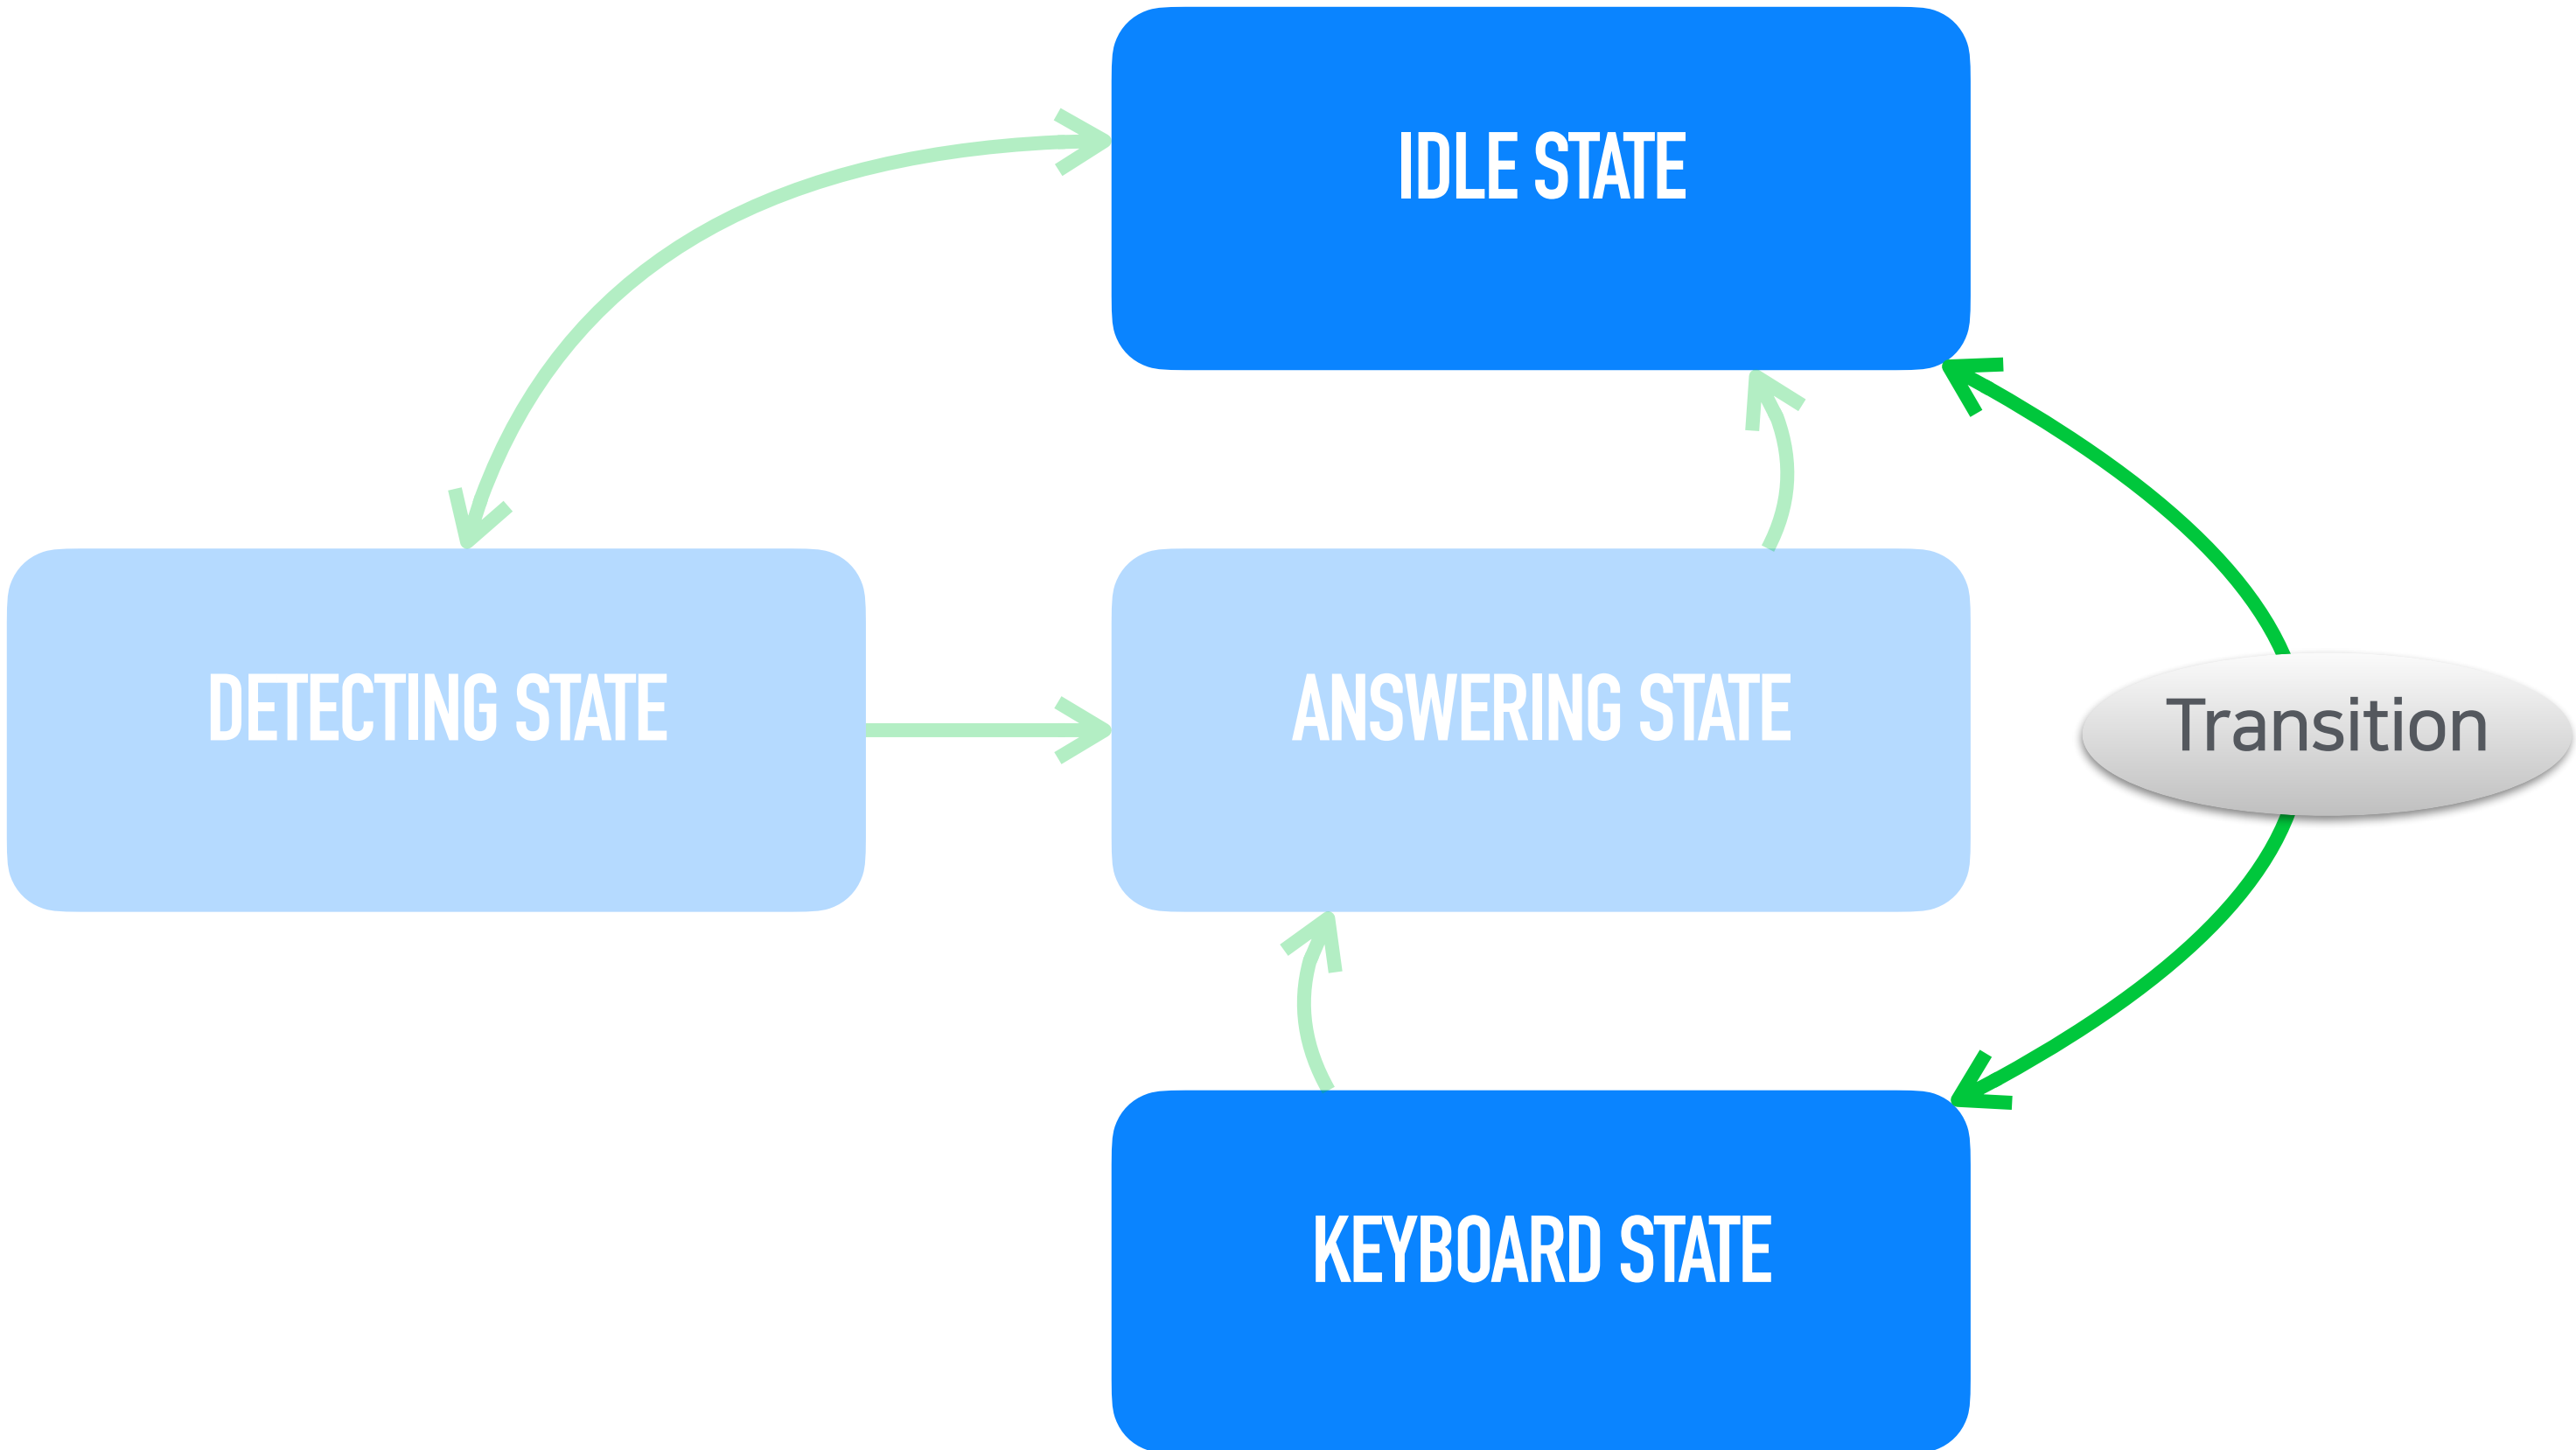 IDLE STATE
DETECTING STATE
ANSWERING STATE
Transition
KEYBOARD STATE